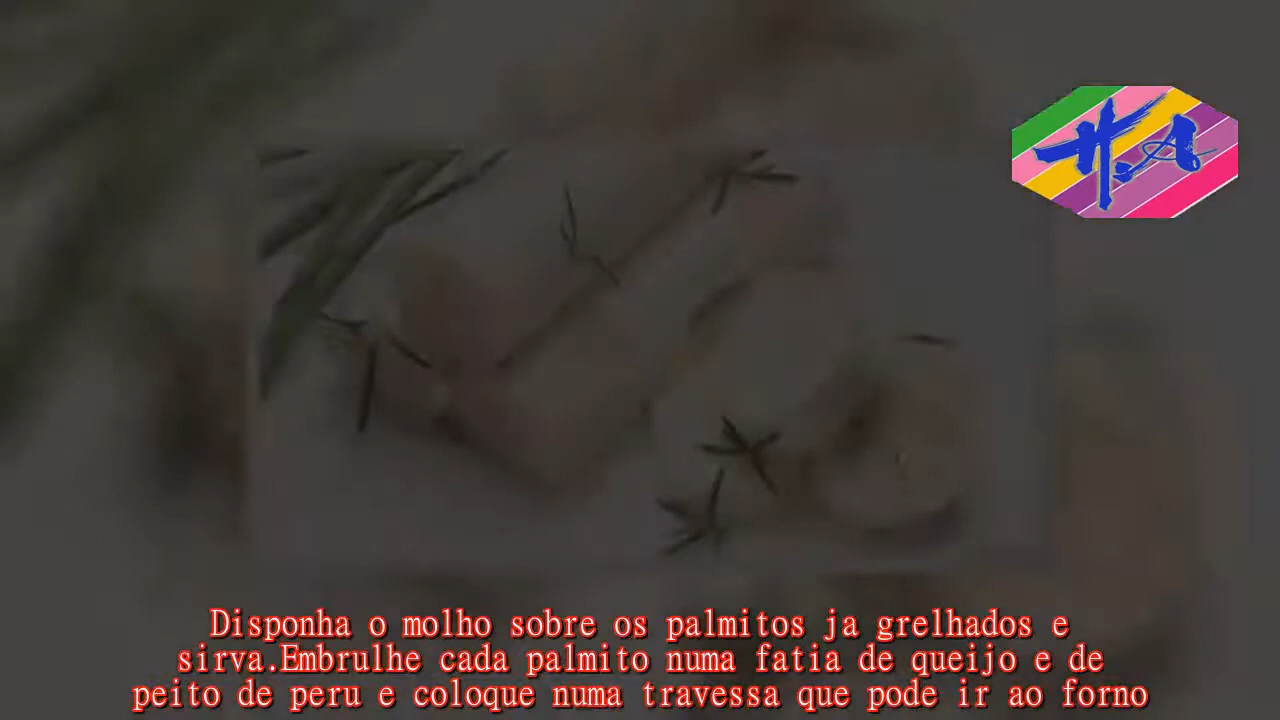 H.A
Disponha o molho sobre os palmitos ja grelhados e
sirva.Embrulhe cada palmito numa fatia de queijo e de
peito de peru e coloque numa travessa que pode ir ao forno